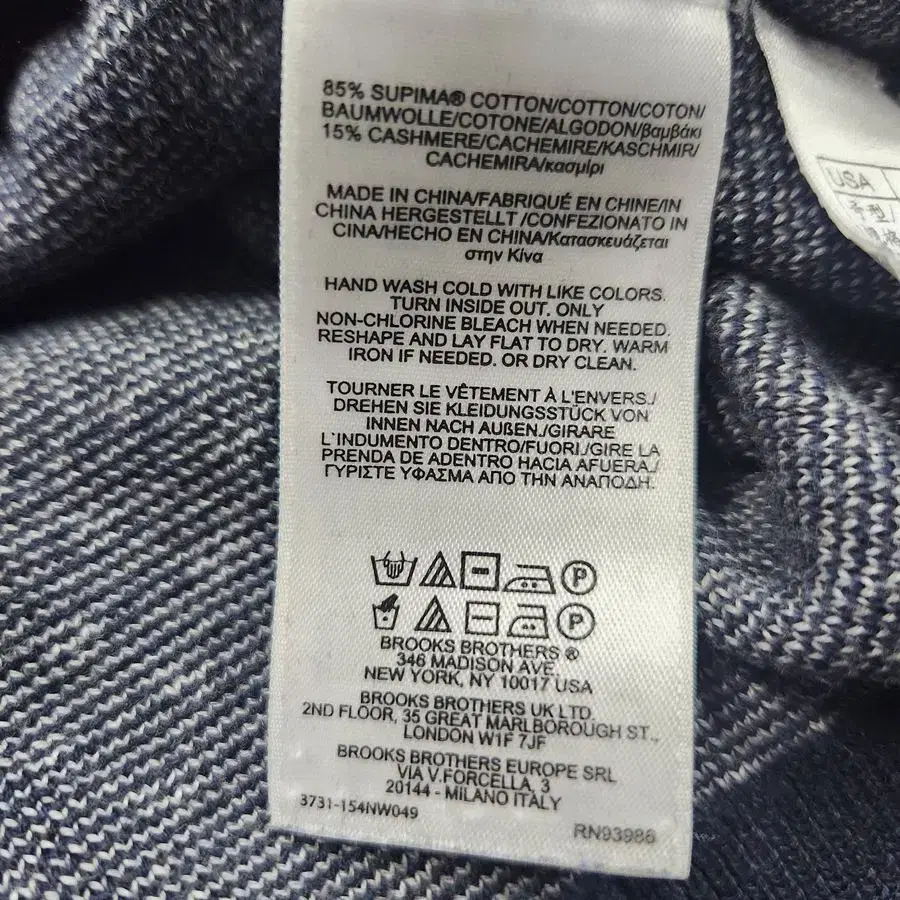 85% SUPIMA® COTTON/COTTON/COTON/
BAUMWOLLE/COTONE/ALGODON/βαμβάκι
15% CASHMERE/CACHEMIRE/KASCHMIR/
CACHEMIRA/κασμίρι
MADE IN CHINA/FABRIQUÉ EN CHINE/IN
CHINA HERGESTELLT /CONFEZIONATO IN
CINA/HECHO EN CHINA/Κατασκευάζεται
στην Κίνα
HAND WASH COLD WITH LIKE COLORS.
TURN INSIDE OUT. ONLY
NON-CHLORINE BLEACH WHEN NEEDED.
RESHAPE AND LAY FLAT TO DRY. WARM
IRON IF NEEDED. OR DRY CLEAN.
TOURNER LE VÊTEMENT À L'ENVERS./
DREHEN SIE KLEIDUNGSSTÜCK VON
INNEN NACH AUßEN./GIRARE
L`INDUMENTO DENTRO/FUORI./GIRE LA
PRENDA DE ADENTRO HACIA AFUERA./
ΓΥΡΙΣΤΕ ΥΦΑΣΜΑ ΑΠΟ ΤΗΝ ΑΝΑΠΟΔΗ.
P
P
BROOKS BROTHERS ®
346 MADISON AVE.
NEW YORK, NY 10017 USA
BROOKS BROTHERS UK LTD.
2ND FLOOR, 35 GREAT MARLBOROUGH ST.,
LONDON W1F 7JF
BROOKS BROTHERS EUROPE SRL
VIA V.FORCELLA, 3
20144 - MILANO ITALY
3731-154NW049
RN93986
USA